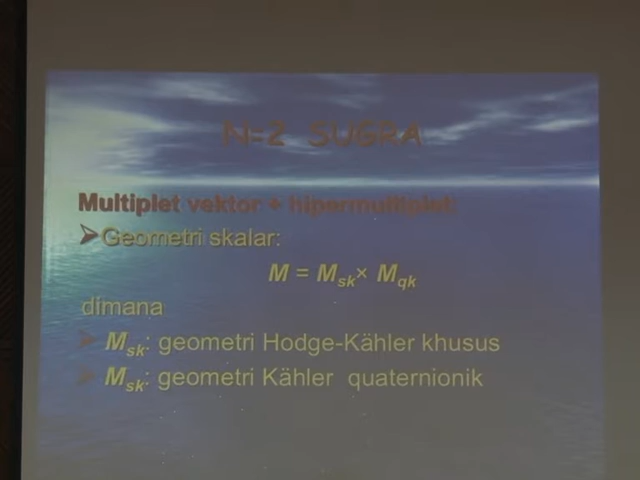 N=2 SUGRA
Multiplet vektor + hipermultiplet:
➢Geometri skalar:
M = Msk× Mqk
dimana
➢ Msk: geometri Hodge-Kähler khusus
➢ Msk: geometri Kähler quaternionik